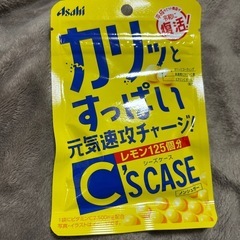 Asahi
復活!
カリッと
すっぱい
元気速攻チャージ!
レモン125個分
C'sCASE
シーズケース